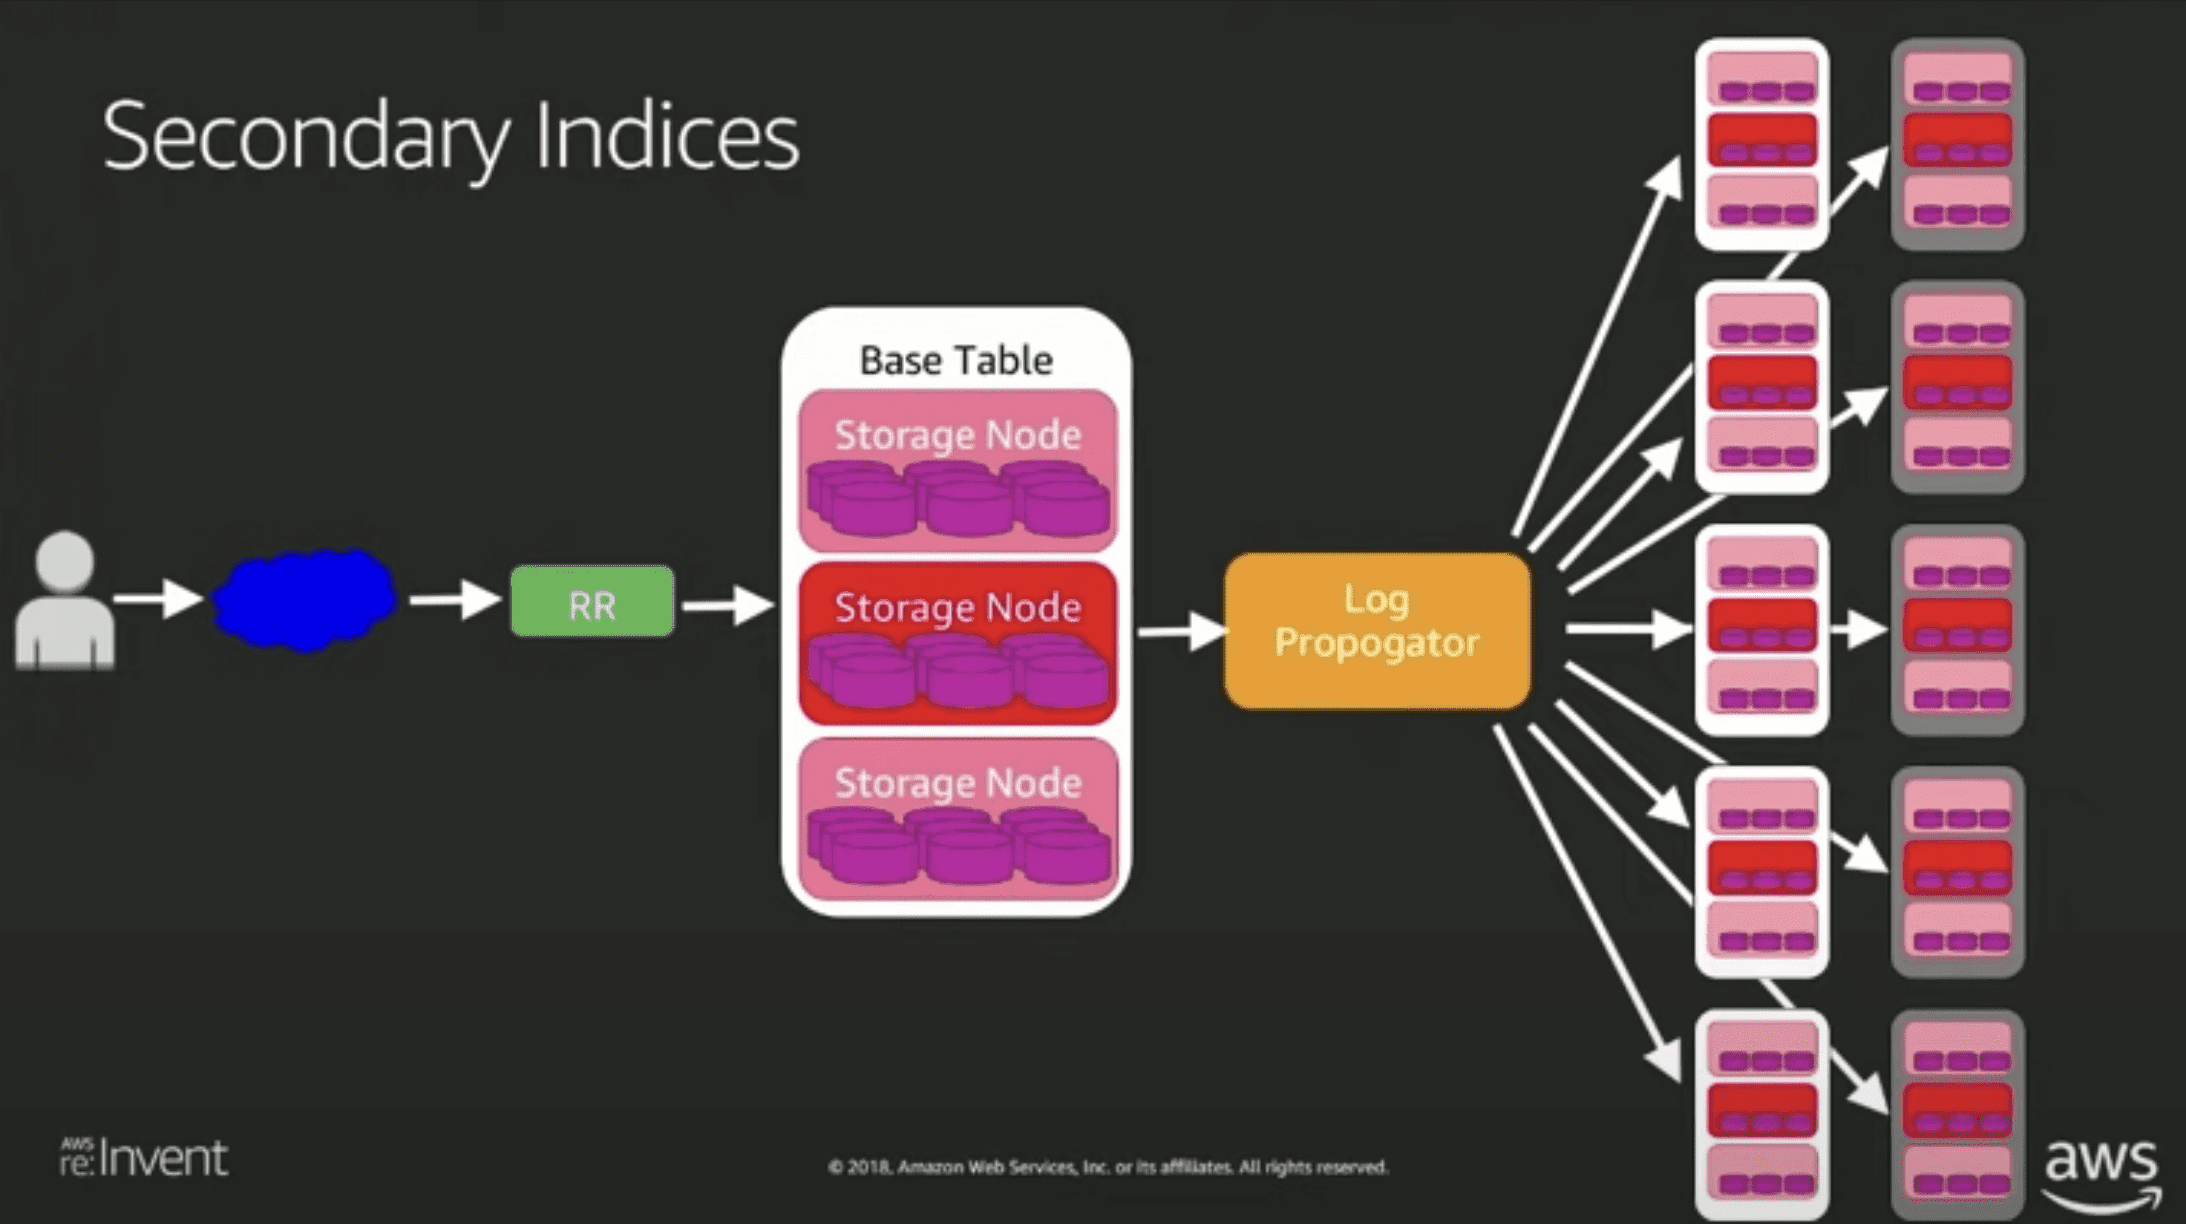 Secondary Indices
Base Table
Storage Node
Storage Node
Storage Node
RR
Log
Propogator
AWS
re:Invent
© 2018, Amazon Web Services, Inc. or its affiliates. All rights reserved.
aws